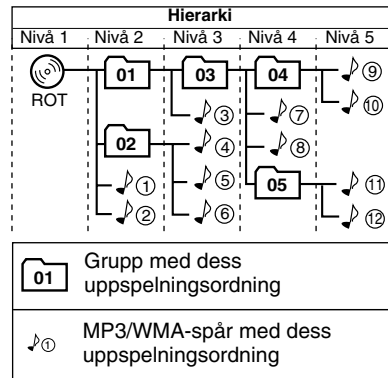 Hierarki
Nivå 1 Nivå 2 Nivå 3 Nivå 4 Nivå 5
01 03 04 ⑨
ROT
⑩
③ ⑦
02 ④ ⑧
① ⑤ 05 ⑪
② ⑥ ⑫
01 Grupp med dess
uppspelningsordning
① MP3/WMA-spår med dess
uppspelningsordning